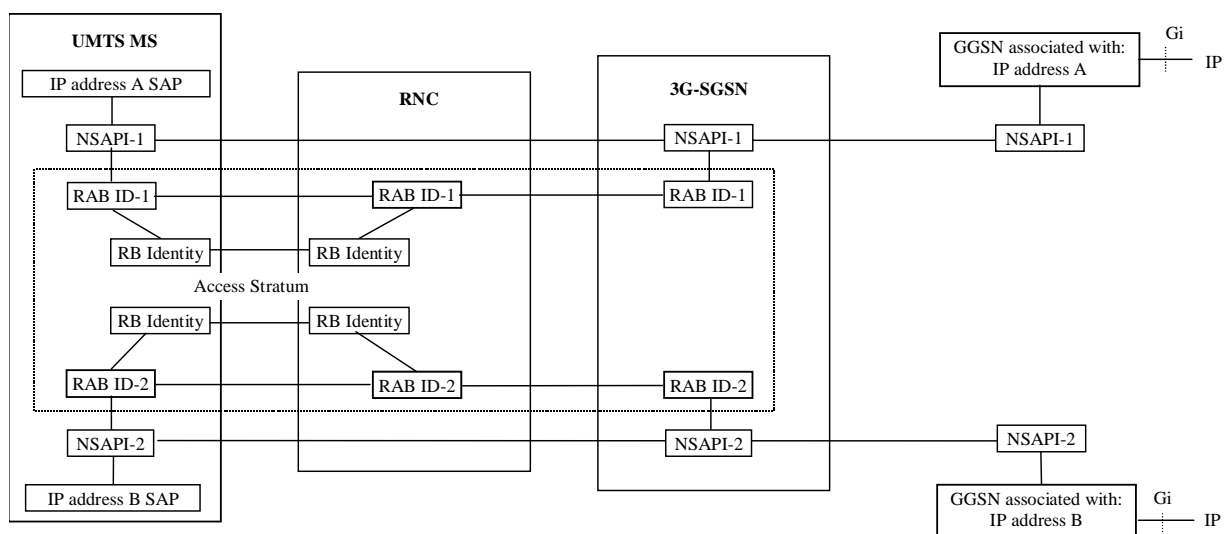 UMTS MS
GGSN associated with:
IP address A
Gi
IP
IP address A SAP
RNC
3G-SGSN
NSAPI-1
NSAPI-1
NSAPI-1
RAB ID-1
RAB ID-1
RAB ID-1
RB Identity
RB Identity
Access Stratum
RB Identity
RB Identity
RAB ID-2
RAB ID-2
RAB ID-2
NSAPI-2
NSAPI-2
NSAPI-2
IP address B SAP
GGSN associated with:
IP address B
Gi
IP